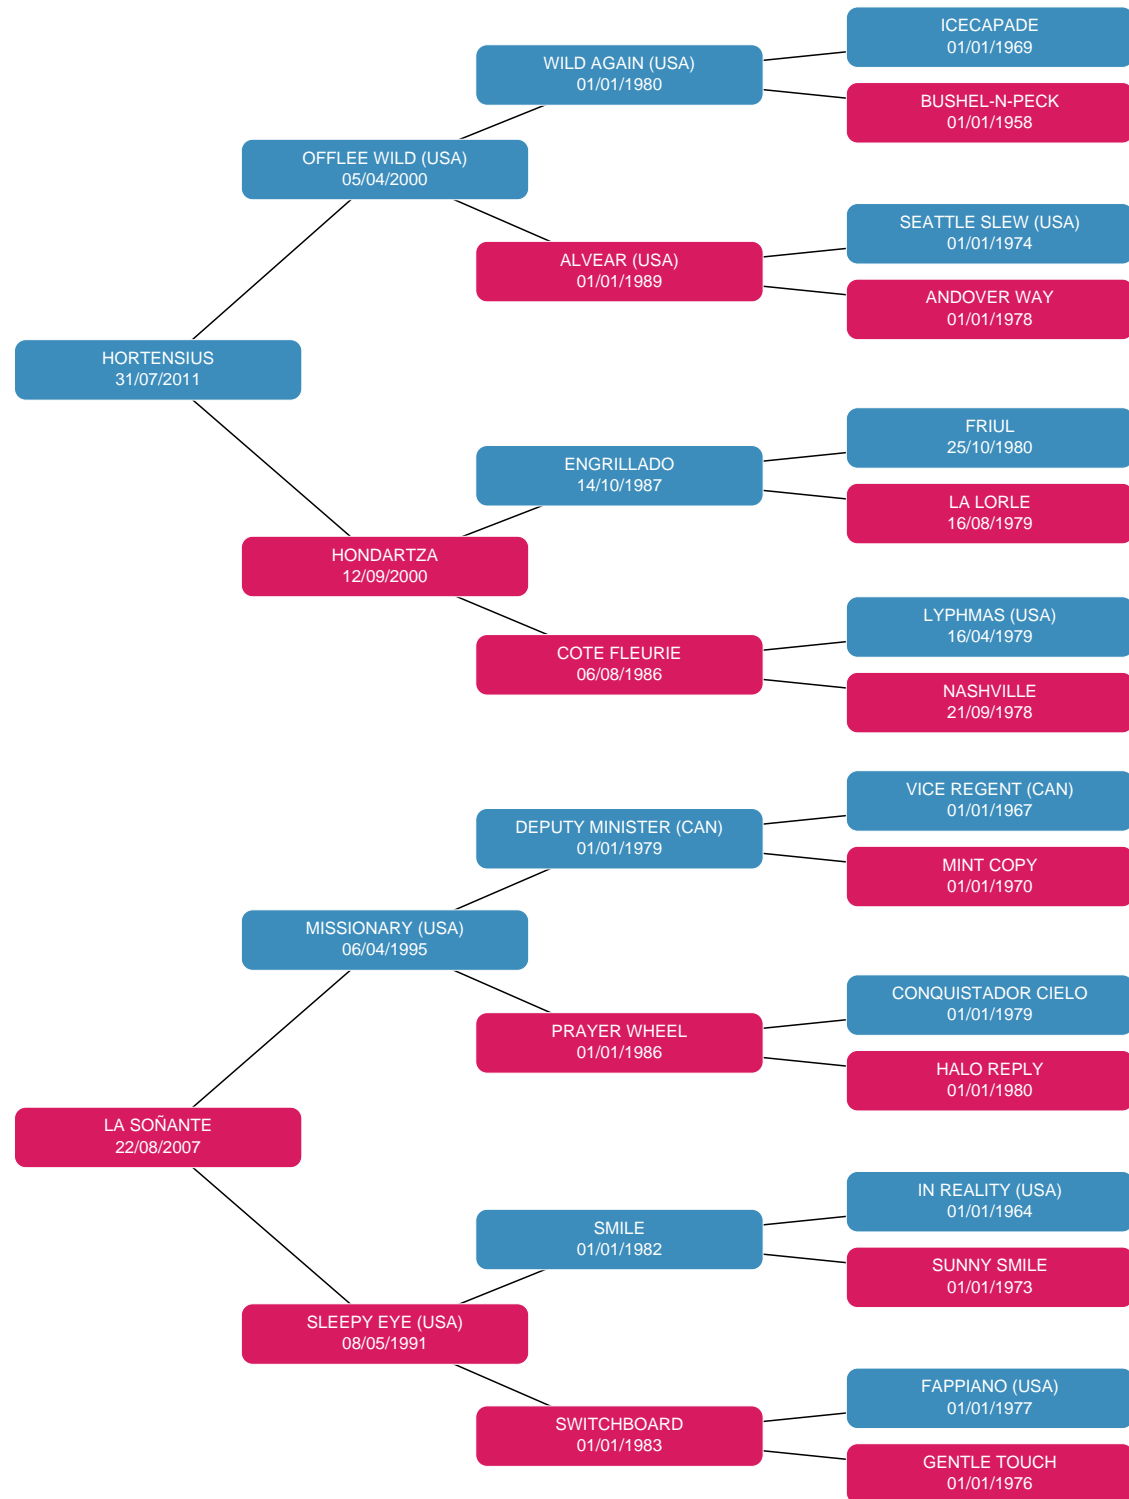 ICECAPADE
01/01/1969
WILD AGAIN (USA)
01/01/1980
BUSHEL-N-PECK
01/01/1958
OFFLEE WILD (USA)
05/04/2000
SEATTLE SLEW (USA)
01/01/1974
ALVEAR (USA)
01/01/1989
ANDOVER WAY
01/01/1978
HORTENSIUS
31/07/2011
FRIUL
25/10/1980
ENGRILLADO
14/10/1987
LA LORLE
16/08/1979
HONDARTZA
12/09/2000
LYPHMAS (USA)
16/04/1979
COTE FLEURIE
06/08/1986
NASHVILLE
21/09/1978
VICE REGENT (CAN)
01/01/1967
DEPUTY MINISTER (CAN)
01/01/1979
MINT COPY
01/01/1970
MISSIONARY (USA)
06/04/1995
CONQUISTADOR CIELO
01/01/1979
PRAYER WHEEL
01/01/1986
HALO REPLY
01/01/1980
LA SOÑANTE
22/08/2007
IN REALITY (USA)
01/01/1964
SMILE
01/01/1982
SUNNY SMILE
01/01/1973
SLEEPY EYE (USA)
08/05/1991
FAPPIANO (USA)
01/01/1977
SWITCHBOARD
01/01/1983
GENTLE TOUCH
01/01/1976